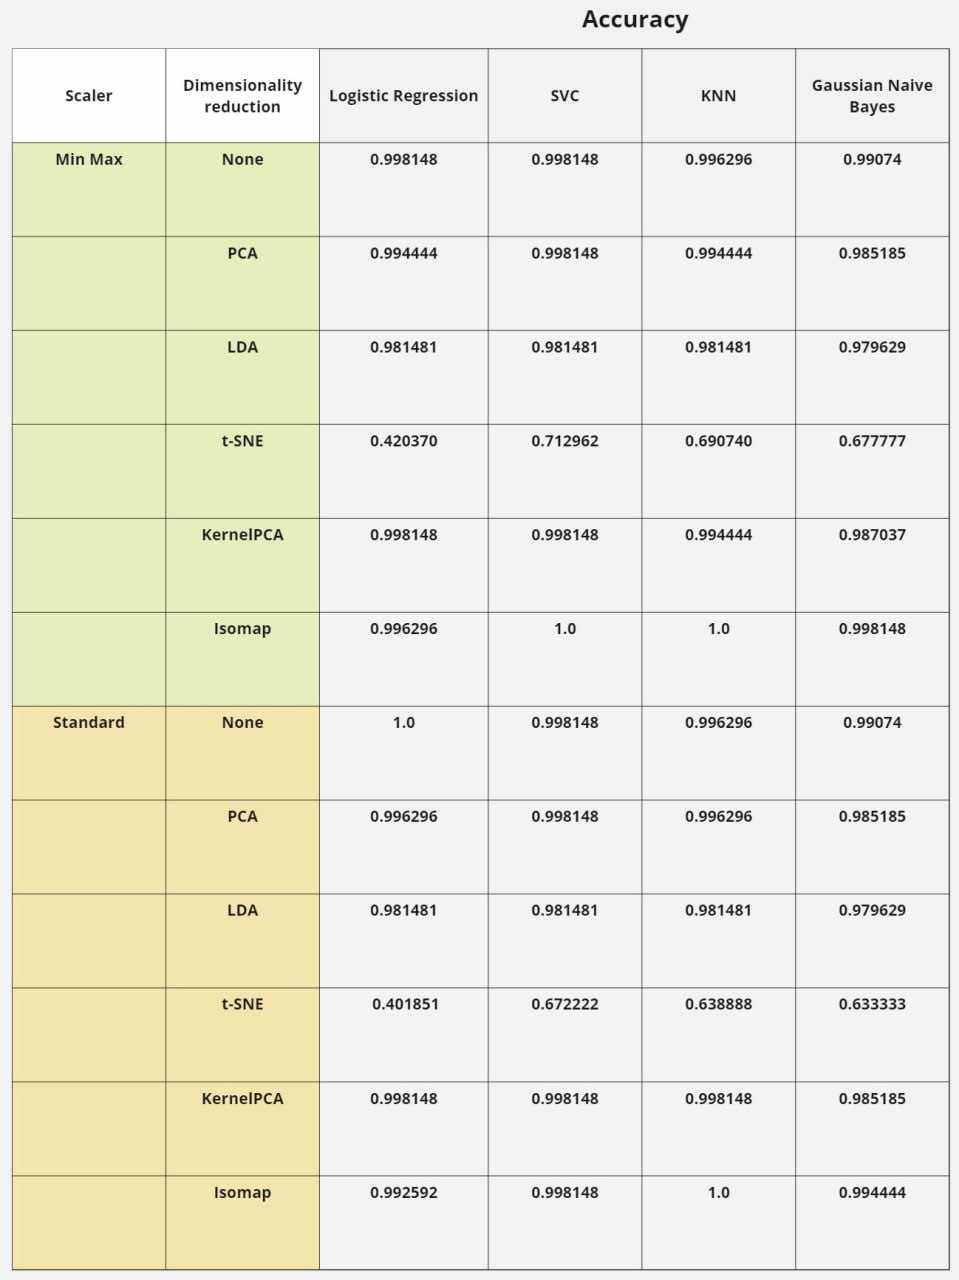 Accuracy
Scaler Dimensionality reduction Logistic Regression SVC KNN Gaussian Naive Bayes
Min Max None 0.998148 0.998148 0.996296 0.99074
PCA 0.994444 0.998148 0.994444 0.985185
LDA 0.981481 0.981481 0.981481 0.979629
t-SNE 0.420370 0.712962 0.690740 0.677777
KernelPCA 0.998148 0.998148 0.994444 0.987037
Isomap 0.996296 1.0 1.0 0.998148
Standard None 1.0 0.998148 0.996296 0.99074
PCA 0.996296 0.998148 0.996296 0.985185
LDA 0.981481 0.981481 0.981481 0.979629
t-SNE 0.401851 0.672222 0.638888 0.633333
KernelPCA 0.998148 0.998148 0.998148 0.985185
Isomap 0.992592 0.998148 1.0 0.994444